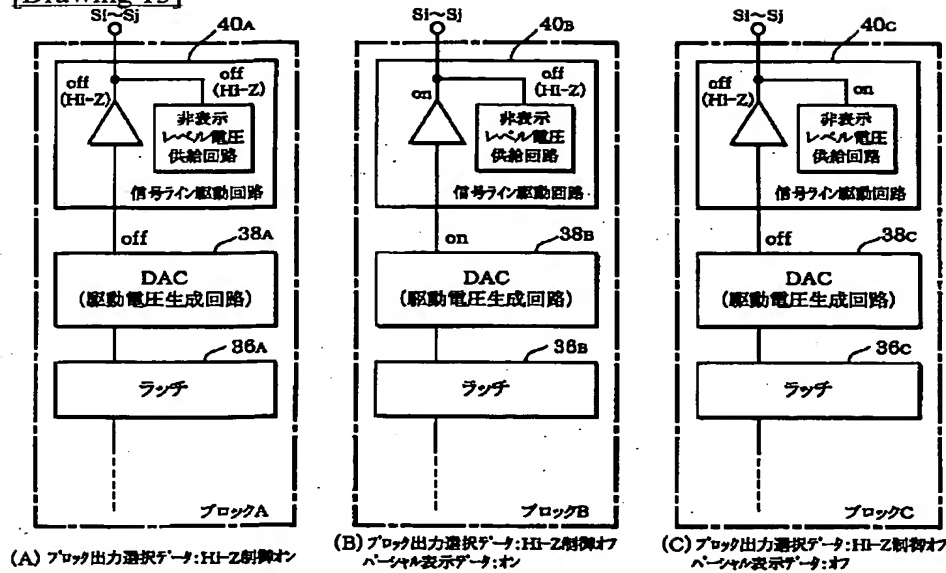 [Drawing 13]
Si～Sj
40A
off
(Hi-Z)
off
(Hi-Z)
非表示
レベル電圧
供給回路
信号ライン駆動回路
off
38A
DAC
(駆動電圧生成回路)
36A
ラッチ
ブロックA
(A) ブロック出力選択データ:Hi-Z制御オン
Si～Sj
40B
on
off
(Hi-Z)
非表示
レベル電圧
供給回路
信号ライン駆動回路
on
38B
DAC
(駆動電圧生成回路)
36B
ラッチ
ブロックB
(B) ブロック出力選択データ:Hi-Z制御オフ
パーシャル表示データ:オン
Si～Sj
40C
off
(Hi-Z)
on
非表示
レベル電圧
供給回路
信号ライン駆動回路
off
38C
DAC
(駆動電圧生成回路)
36C
ラッチ
ブロックC
(C) ブロック出力選択データ:Hi-Z制御オフ
パーシャル表示データ:オフ